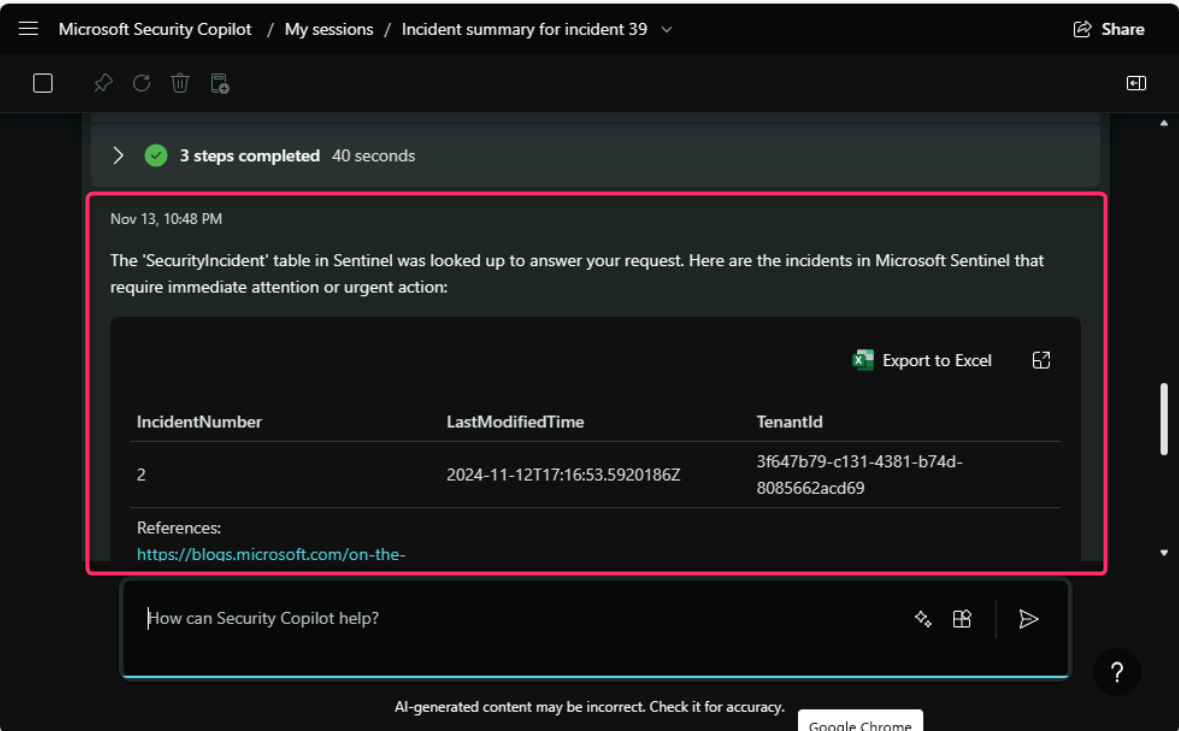 Microsoft Security Copilot / My sessions / Incident summary for incident 39
Share
3 steps completed 40 seconds
Nov 13, 10:48 PM
The 'SecurityIncident' table in Sentinel was looked up to answer your request. Here are the incidents in Microsoft Sentinel that
require immediate attention or urgent action:
Export to Excel
IncidentNumber LastModifiedTime TenantId
2 2024-11-12T17:16:53.5920186Z 3f647b79-c131-4381-b74d-
8085662acd69
References:
https://blogs.microsoft.com/on-the-
How can Security Copilot help?
?
AI-generated content may be incorrect. Check it for accuracy.
Google Chrome